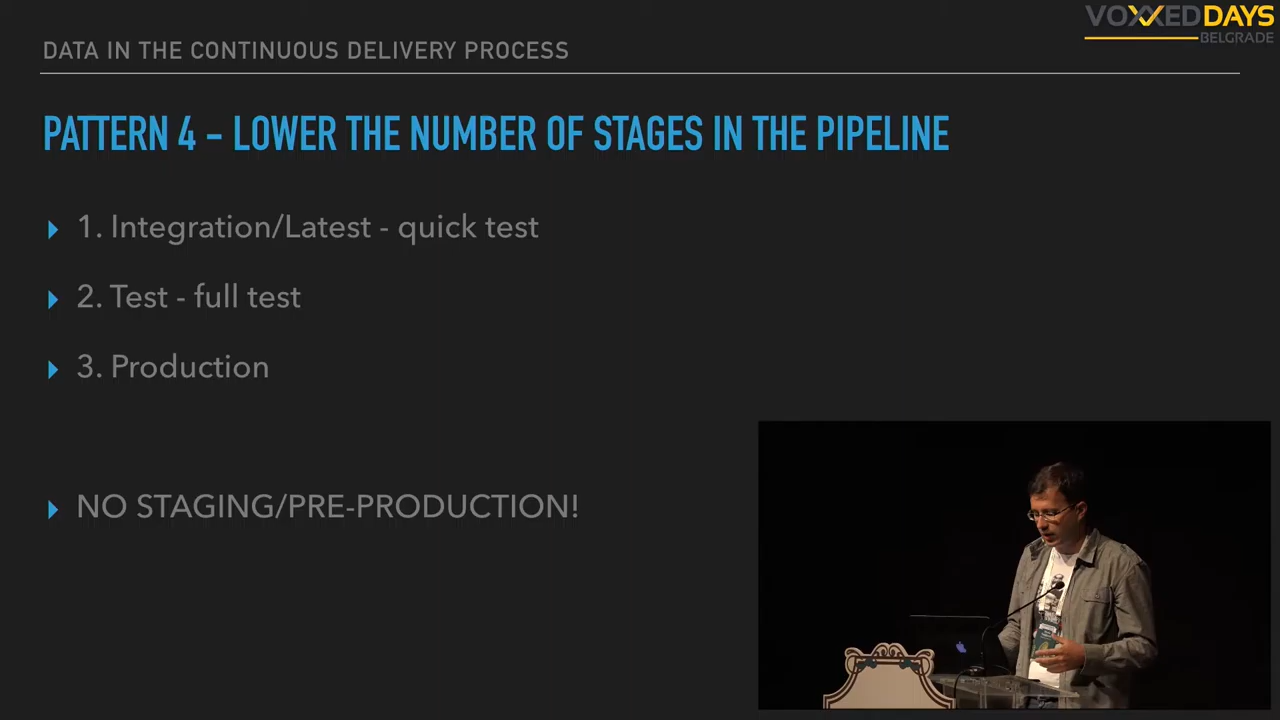 VOXXED DAYS
BELGRADE
DATA IN THE CONTINUOUS DELIVERY PROCESS
PATTERN 4 – LOWER THE NUMBER OF STAGES IN THE PIPELINE
1. Integration/Latest - quick test
2. Test - full test
3. Production
NO STAGING/PRE-PRODUCTION!